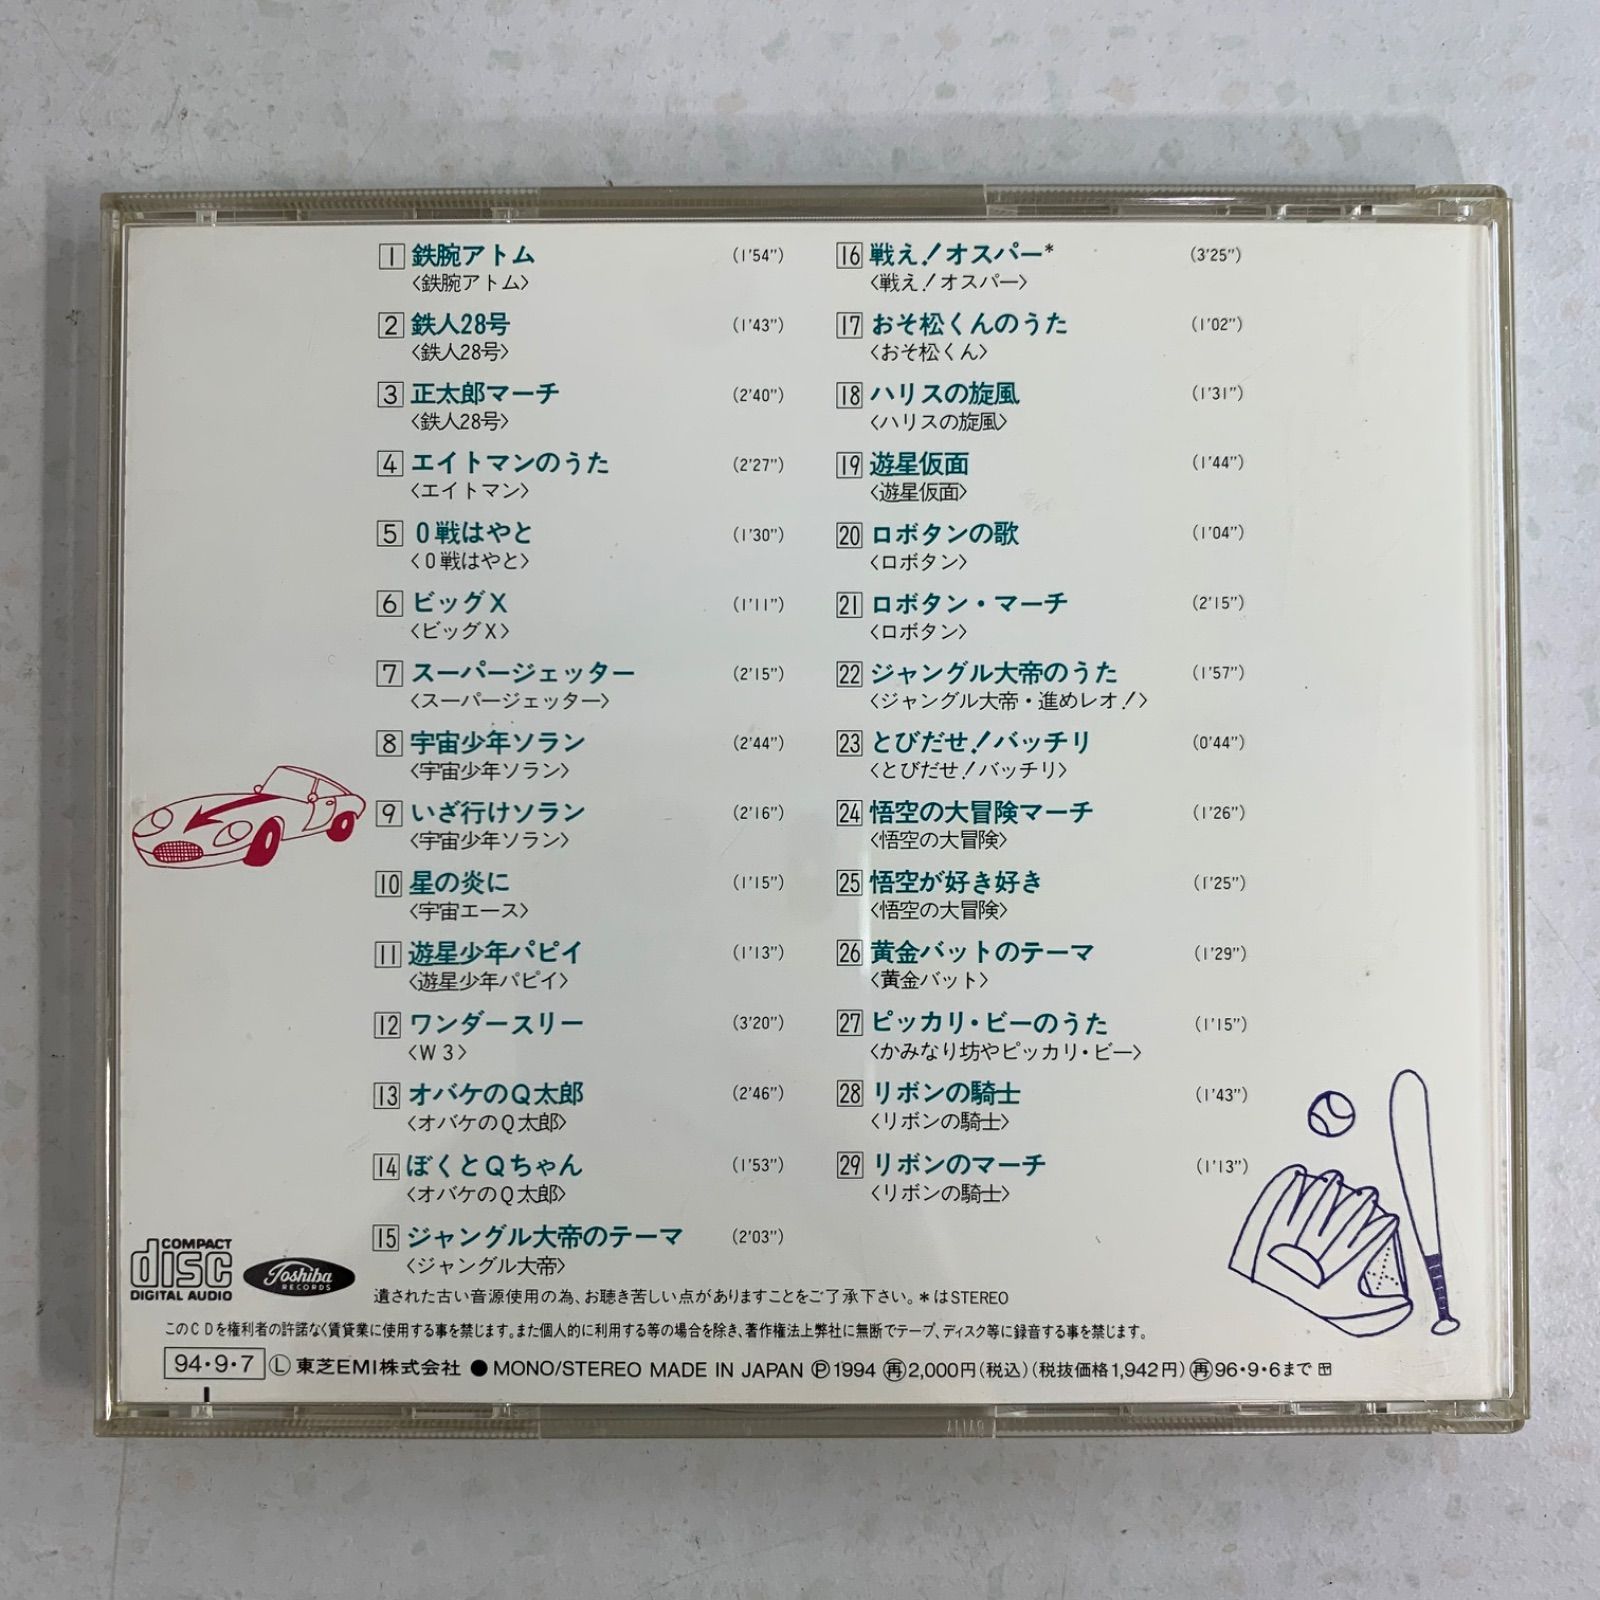 1 鉄腕アトム (1'54")
〈鉄腕アトム〉
2 鉄人28号 (1'43")
〈鉄人28号〉
3 正太郎マーチ (2'40")
〈鉄人28号〉
4 エイトマンのうた (2'27")
〈エイトマン〉
5 0戦はやと (1'30")
〈0戦はやと〉
6 ビッグX (1'11")
〈ビッグX〉
7 スーパージェッター (2'15")
〈スーパージェッター〉
8 宇宙少年ソラン (2'44")
〈宇宙少年ソラン〉
9 いざ行けソラン (2'16")
〈宇宙少年ソラン〉
10 星の炎に (1'15")
〈宇宙エース〉
11 遊星少年パピイ (1'13")
〈遊星少年パピイ〉
12 ワンダースリー (3'20")
〈W3〉
13 オバケのQ太郎 (2'46")
〈オバケのQ太郎〉
14 ぼくとQちゃん (1'53")
〈オバケのQ太郎〉
15 ジャングル大帝のテーマ (2'03")
〈ジャングル大帝〉
16 戦え!オスパー* (3'25")
〈戦え!オスパー〉
17 おそ松くんのうた (1'02")
〈おそ松くん〉
18 ハリスの旋風 (1'31")
〈ハリスの旋風〉
19 遊星仮面 (1'44")
〈遊星仮面〉
20 ロボタンの歌 (1'04")
〈ロボタン〉
21 ロボタン・マーチ (2'15")
〈ロボタン〉
22 ジャングル大帝のうた (1'57")
〈ジャングル大帝・進めレオ!〉
23 とびだせ!バッチリ (0'44")
〈とびだせ!バッチリ〉
24 悟空の大冒険マーチ (1'26")
〈悟空の大冒険〉
25 悟空が好き好き (1'25")
〈悟空の大冒険〉
26 黄金バットのテーマ (1'29")
〈黄金バット〉
27 ピッカリ・ビーのうた (1'15")
〈かみなり坊やピッカリ・ビー〉
28 リボンの騎士 (1'43")
〈リボンの騎士〉
29 リボンのマーチ (1'13")
〈リボンの騎士〉
COMPACT
disc
DIGITAL AUDIO
Toshiba
RECORDS
遺された古い音源使用の為、お聴き苦しい点がありますことをご了承下さい。*はSTEREO
このCDを権利者の許諾なく賃貸業に使用する事を禁じます。また個人的に利用する等の場合を除き、著作権法上弊社に無断でテープ、ディスク等に録音する事を禁じます。
94・9・7 Ⓛ 東芝EMI株式会社 ● MONO/STEREO MADE IN JAPAN Ⓟ1994 ㊢2,000円(税込)(税抜価格1,942円) 再96・9・6まで